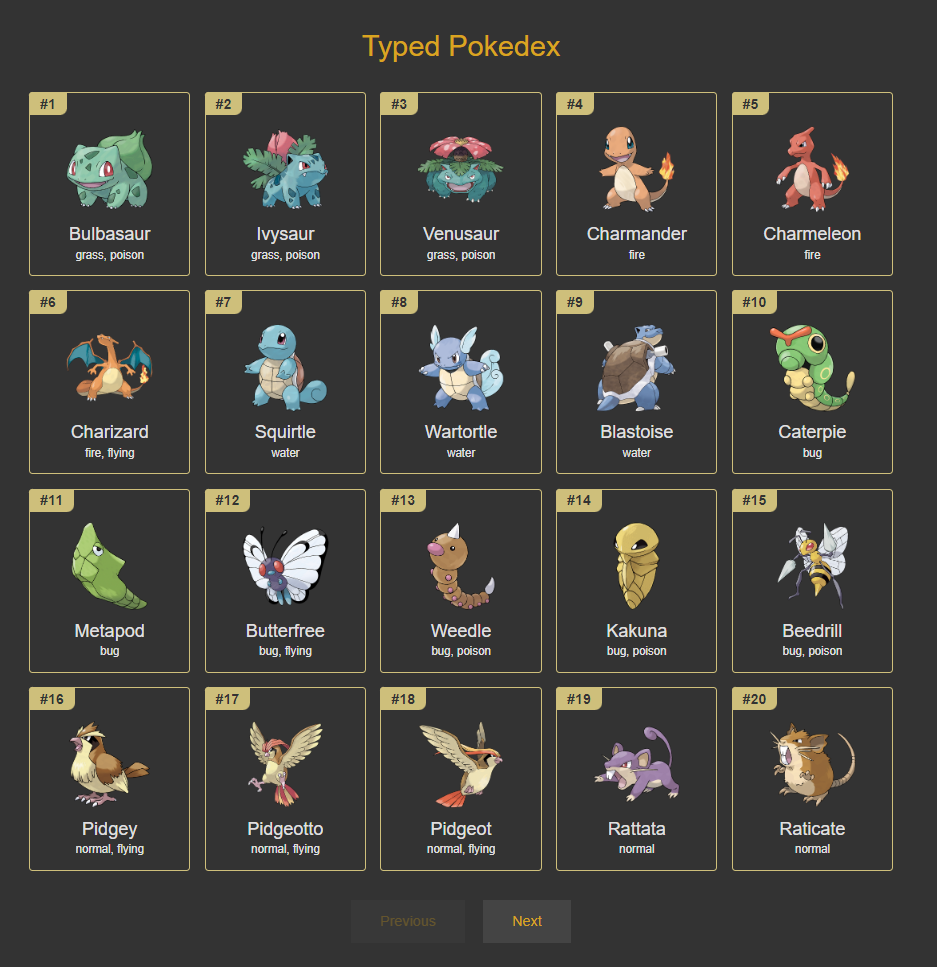 Typed Pokedex
#1
Bulbasaur
grass, poison
#2
Ivysaur
grass, poison
#3
Venusaur
grass, poison
#4
Charmander
fire
#5
Charmeleon
fire
#6
Charizard
fire, flying
#7
Squirtle
water
#8
Wartortle
water
#9
Blastoise
water
#10
Caterpie
bug
#11
Metapod
bug
#12
Butterfree
bug, flying
#13
Weedle
bug, poison
#14
Kakuna
bug, poison
#15
Beedrill
bug, poison
#16
Pidgey
normal, flying
#17
Pidgeotto
normal, flying
#18
Pidgeot
normal, flying
#19
Rattata
normal
#20
Raticate
normal
Previous
Next